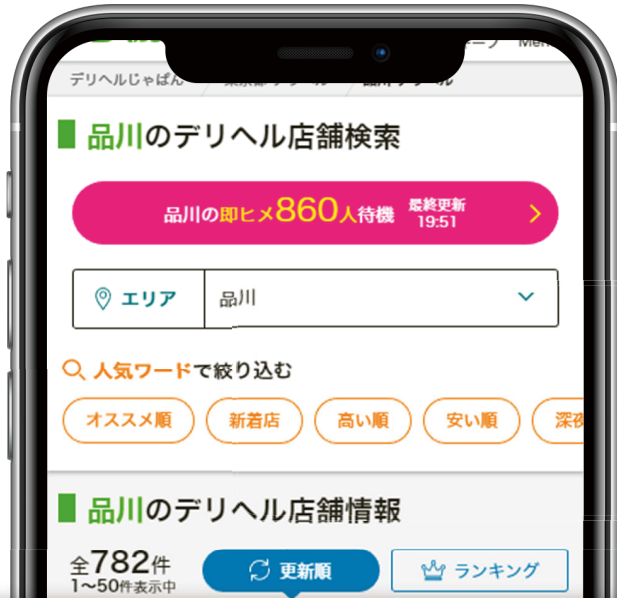 デリヘルじゃぱん
品川のデリヘル店舗検索
品川の即ヒメ860人待機 最終更新 19:51
エリア 品川
人気ワードで絞り込む
オススメ順 新着店 高い順 安い順 深夜
品川のデリヘル店舗情報
全782件
1〜50件表示中
更新順 ランキング